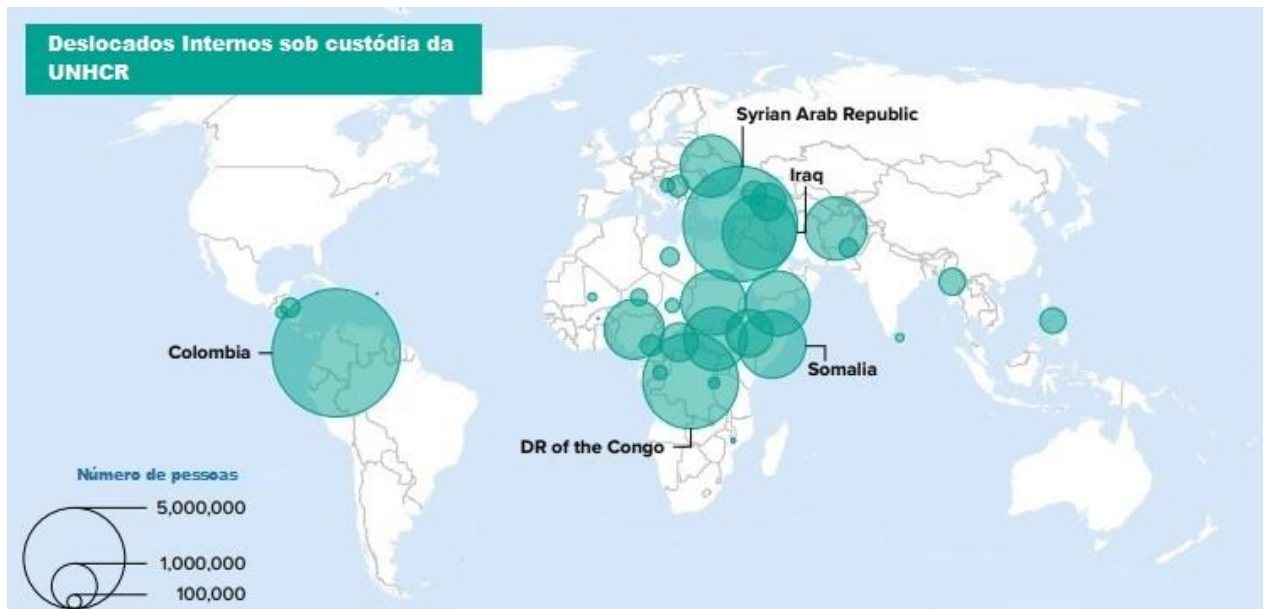 Deslocados Internos sob custódia da
UNHCR
Syrian Arab Republic
Iraq
Colombia
Somalia
DR of the Congo
Número de pessoas
5,000,000
1,000,000
100,000